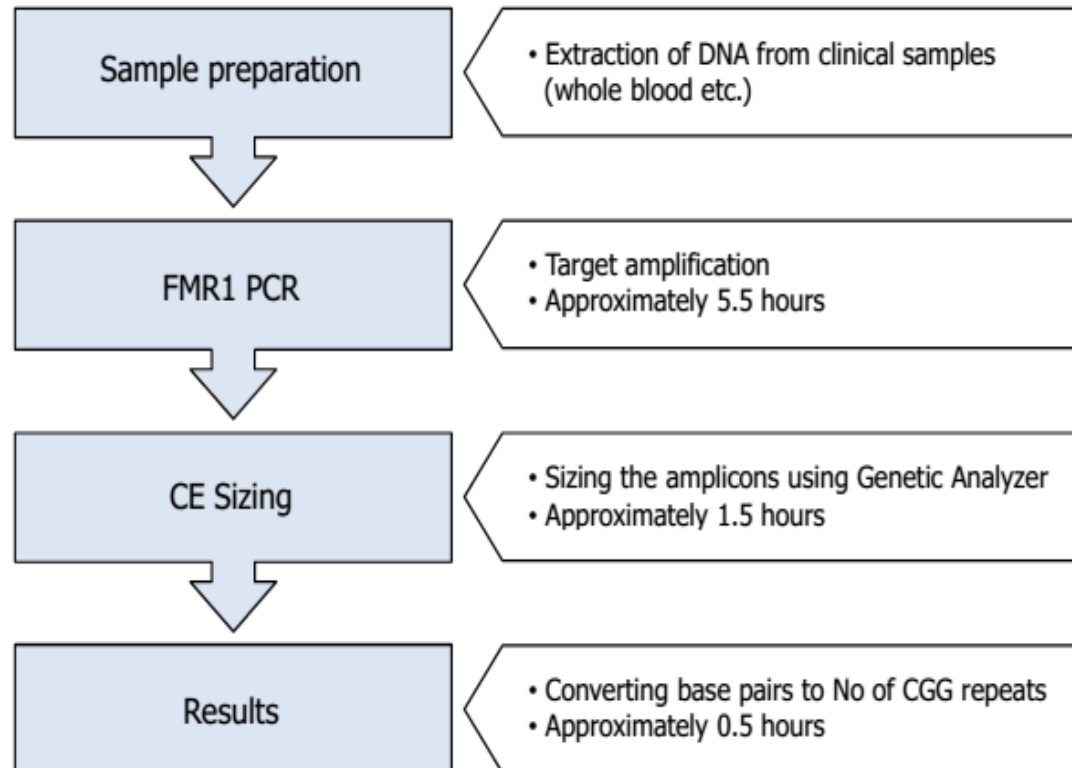 Sample preparation
• Extraction of DNA from clinical samples
(whole blood etc.)
FMR1 PCR
• Target amplification
• Approximately 5.5 hours
CE Sizing
• Sizing the amplicons using Genetic Analyzer
• Approximately 1.5 hours
Results
• Converting base pairs to No of CGG repeats
• Approximately 0.5 hours